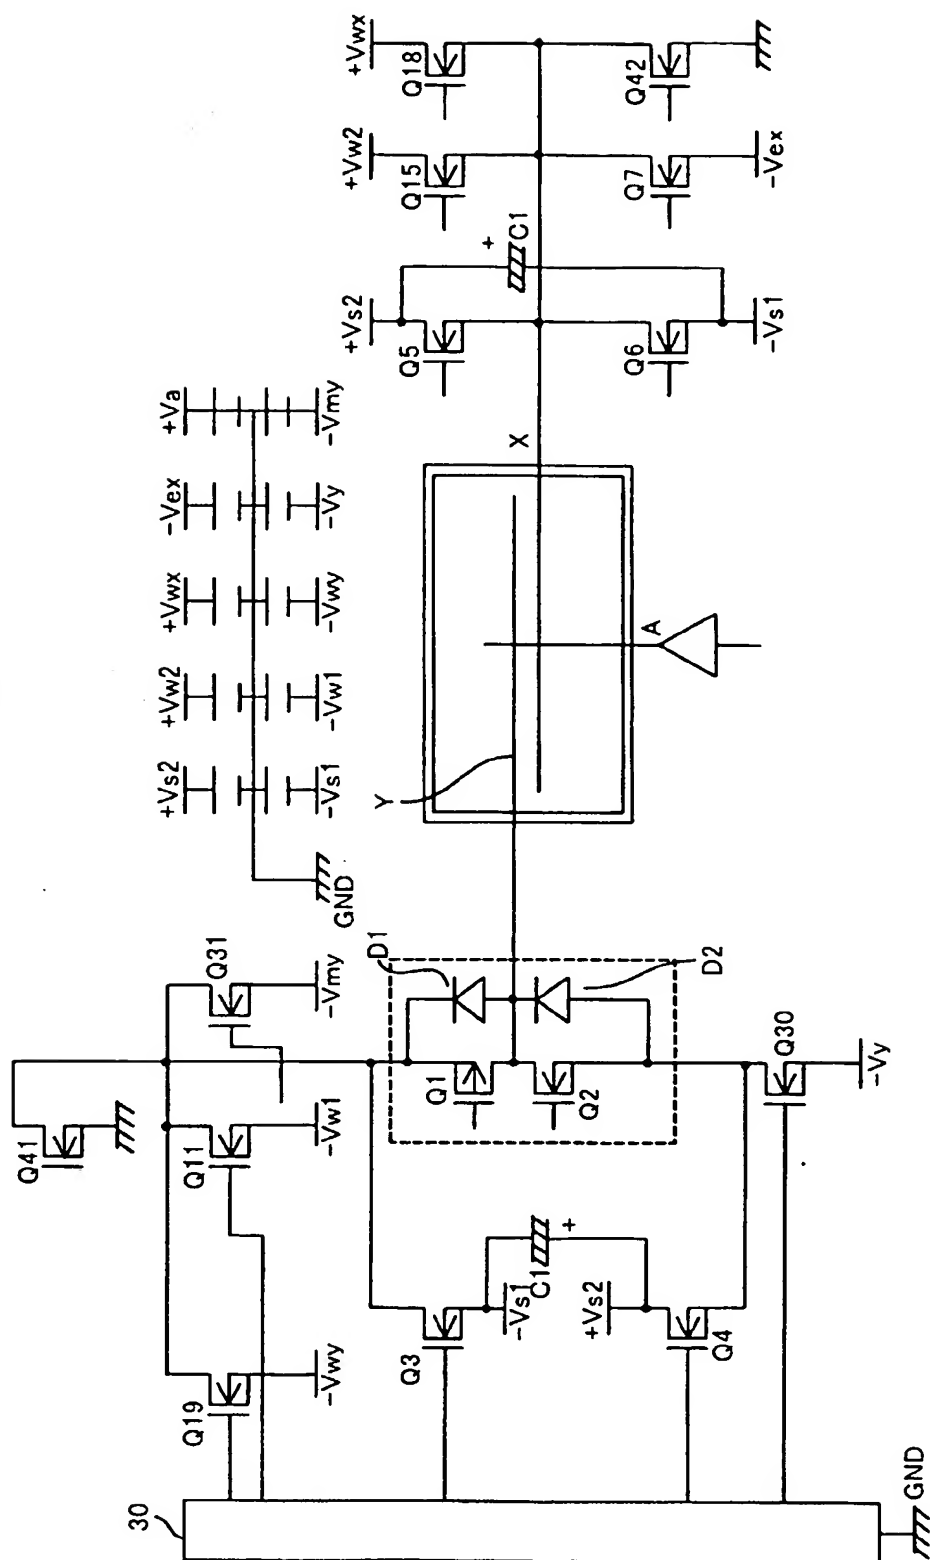 +Vwx
Q18
Q42
+Vw2
Q15
Q7
-Vex
+
C1
+Vs2
Q5
Q6
-Vs1
+Va
-Vmy
-Vex
-Vy
+Vwx
-Vwy
+Vw2
-Vw1
+Vs2
-Vs1
GND
X
A
Y
Q31
-Vmy
D1
D2
Q41
Q11
-Vw1
Q1
Q2
Q30
-Vy
Q19
-Vwy
Q3
-Vs1
C1
+
+Vs2
Q4
30
GND